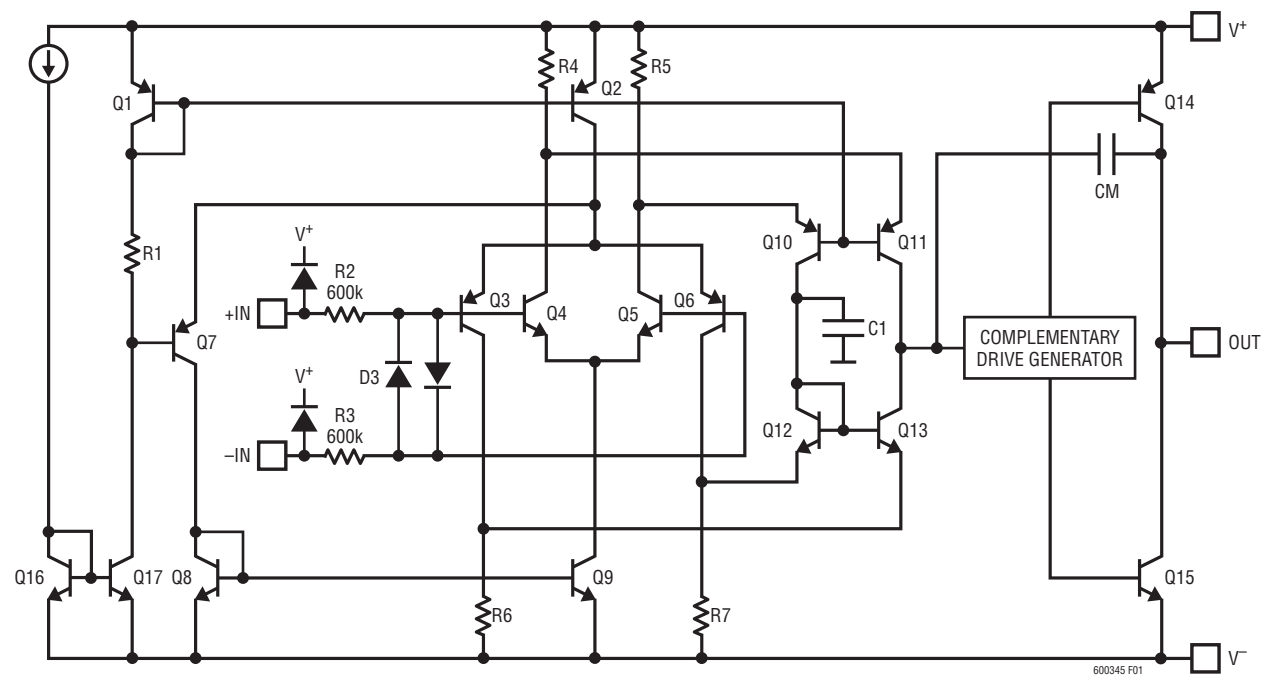 V+
R4
R5
Q1
Q2
Q14
CM
R1
V+
R2
600k
+IN
Q3
Q4
Q5
Q6
Q10
Q11
C1
COMPLEMENTARY
DRIVE GENERATOR
OUT
Q7
D3
V+
R3
600k
–IN
Q12
Q13
Q16
Q17
Q8
Q9
Q15
R6
R7
V–
600345 F01